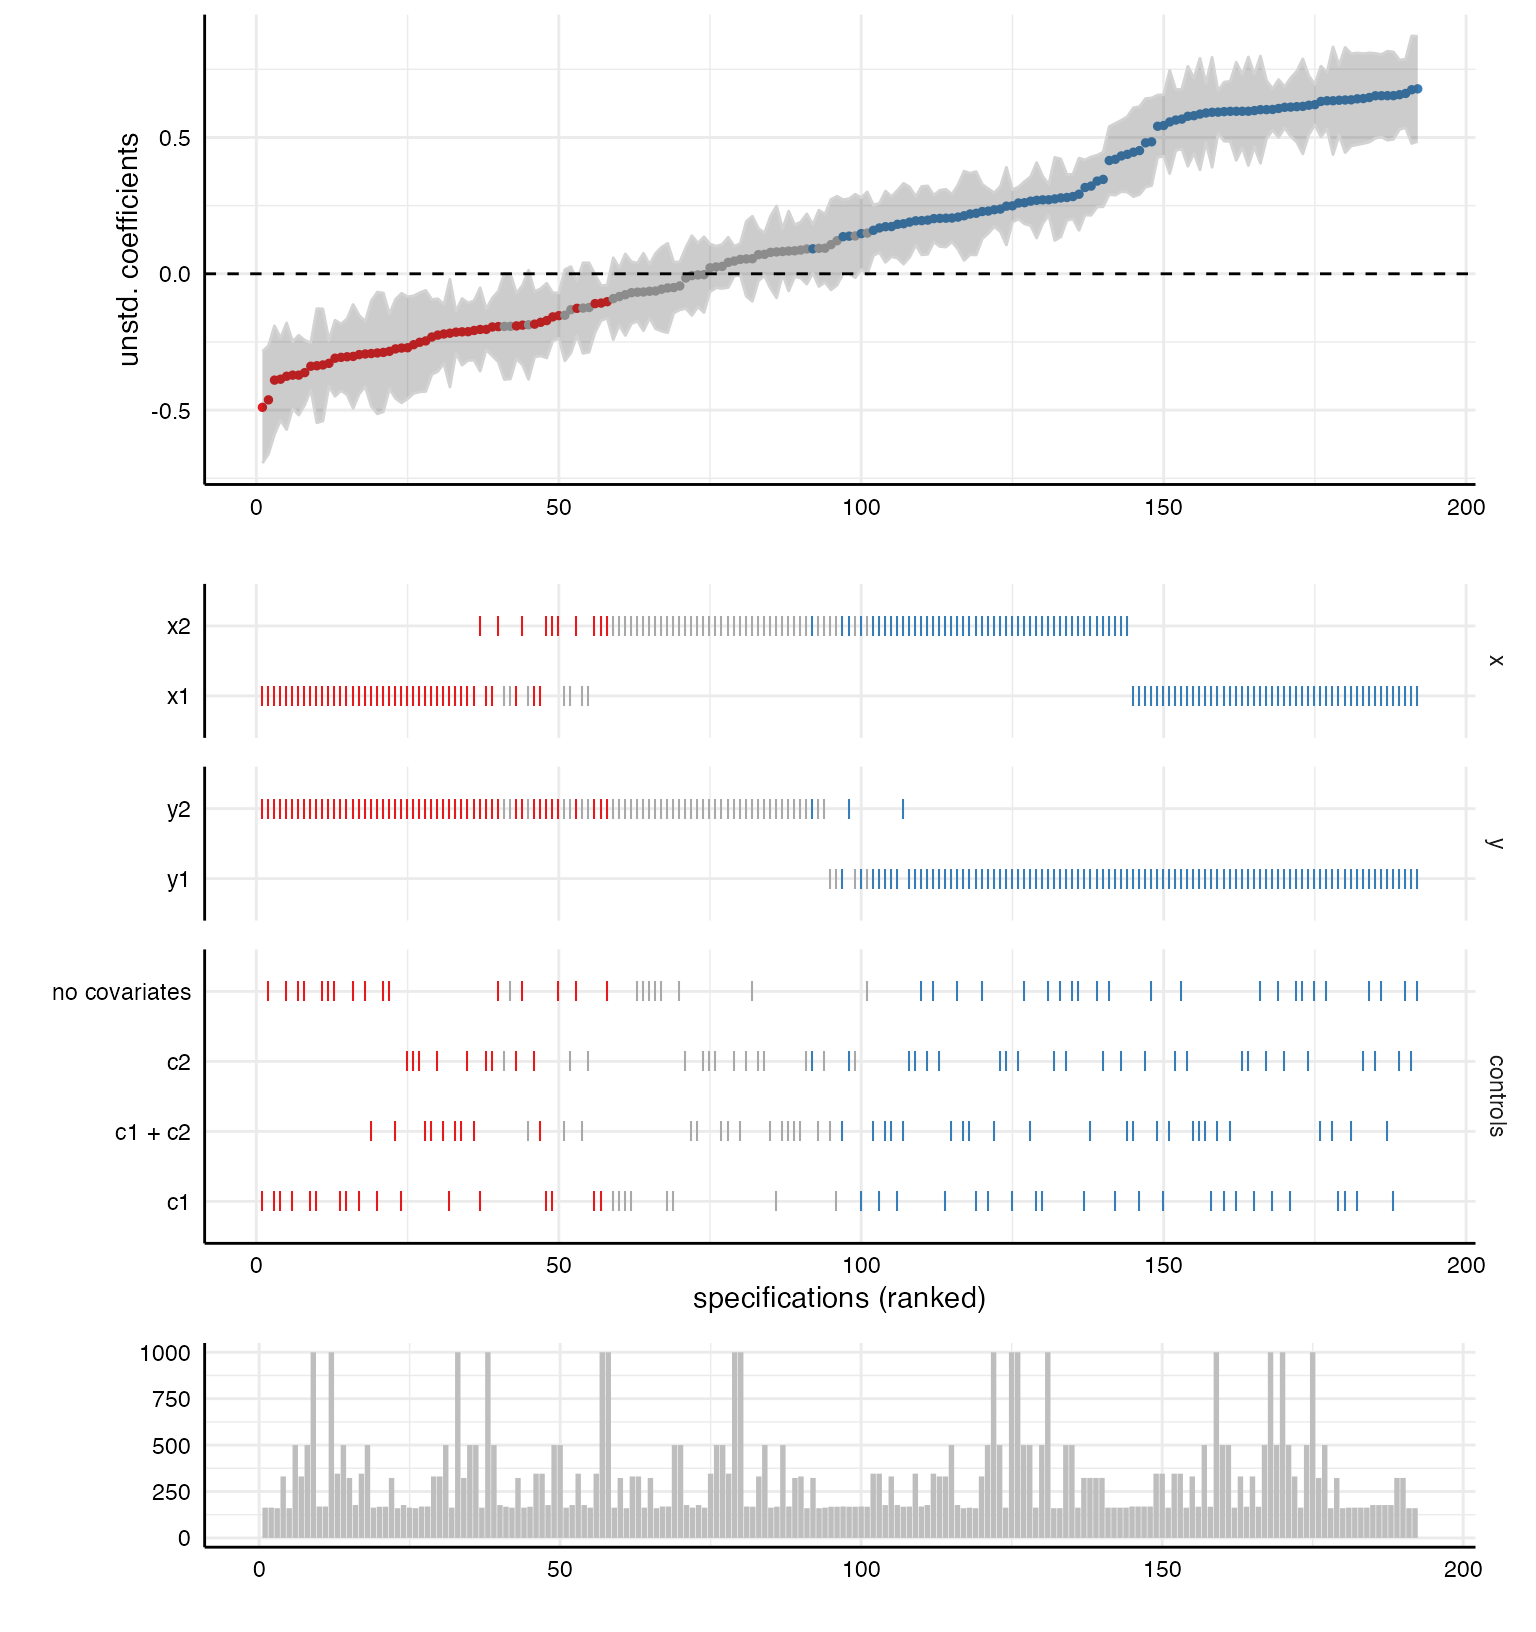 unstd. coefficients
0.5
0.0
-0.5
0 50 100 150 200
x2
x1
x
y2
y1
y
no covariates
c2
c1 + c2
c1
controls
0 50 100 150 200
specifications (ranked)
1000
750
500
250
0
0 50 100 150 200